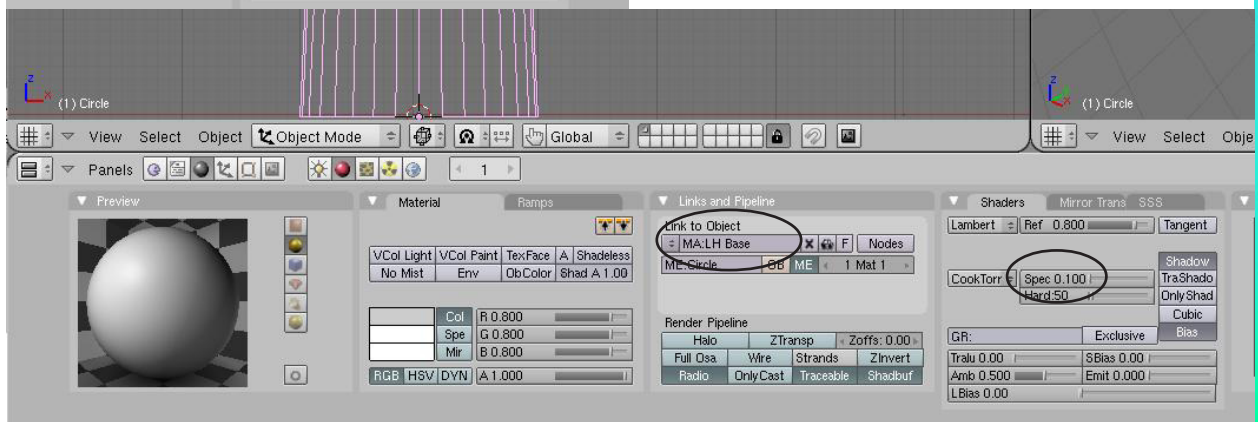 z
x (1) Circle
z
x (1) Circle
View Select Object Object Mode Global
View Select Obje
Panels 1
Preview
Material Ramps
VCol Light VCol Paint TexFace A Shadeless
No Mist Env ObColor Shad A 1.00
Col R 0.800
Spe G 0.800
Mir B 0.800
RGB HSV DYN A 1.000
Links and Pipeline
Link to Object
MA:LH Base X F Nodes
ME:Circle OB ME 1 Mat 1
Render Pipeline
Halo ZTransp Zoffs: 0.00
Full Osa Wire Strands ZInvert
Radio OnlyCast Traceable Shadbuf
Shaders Mirror Trans SSS
Lambert Ref 0.800 Tangent
Shadow
CookTorr Spec 0.100 TraShado
Hard:50 OnlyShad
Cubic
GR: Exclusive Bias
Tralu 0.00 SBias 0.00
Amb 0.500 Emit 0.000
LBias 0.00